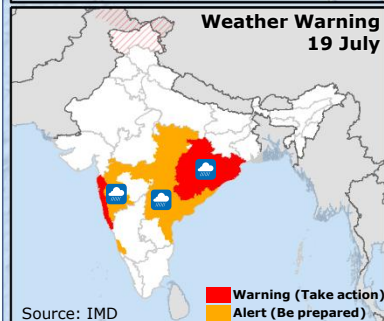 Weather Warning
19 July
Warning (Take action)
Alert (Be prepared)
Source: IMD